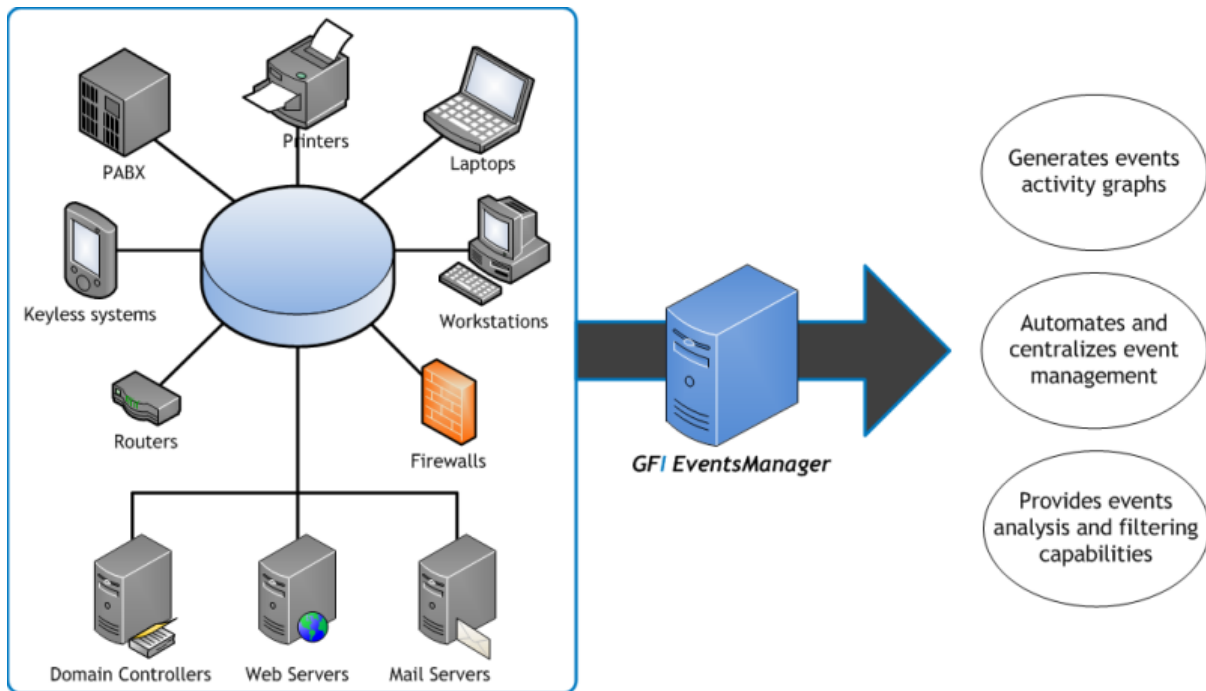 Printers
PABX
Laptops
Keyless systems
Workstations
Routers
Firewalls
Domain Controllers
Web Servers
Mail Servers
GFI EventsManager
Generates events
activity graphs
Automates and
centralizes event
management
Provides events
analysis and filtering
capabilities